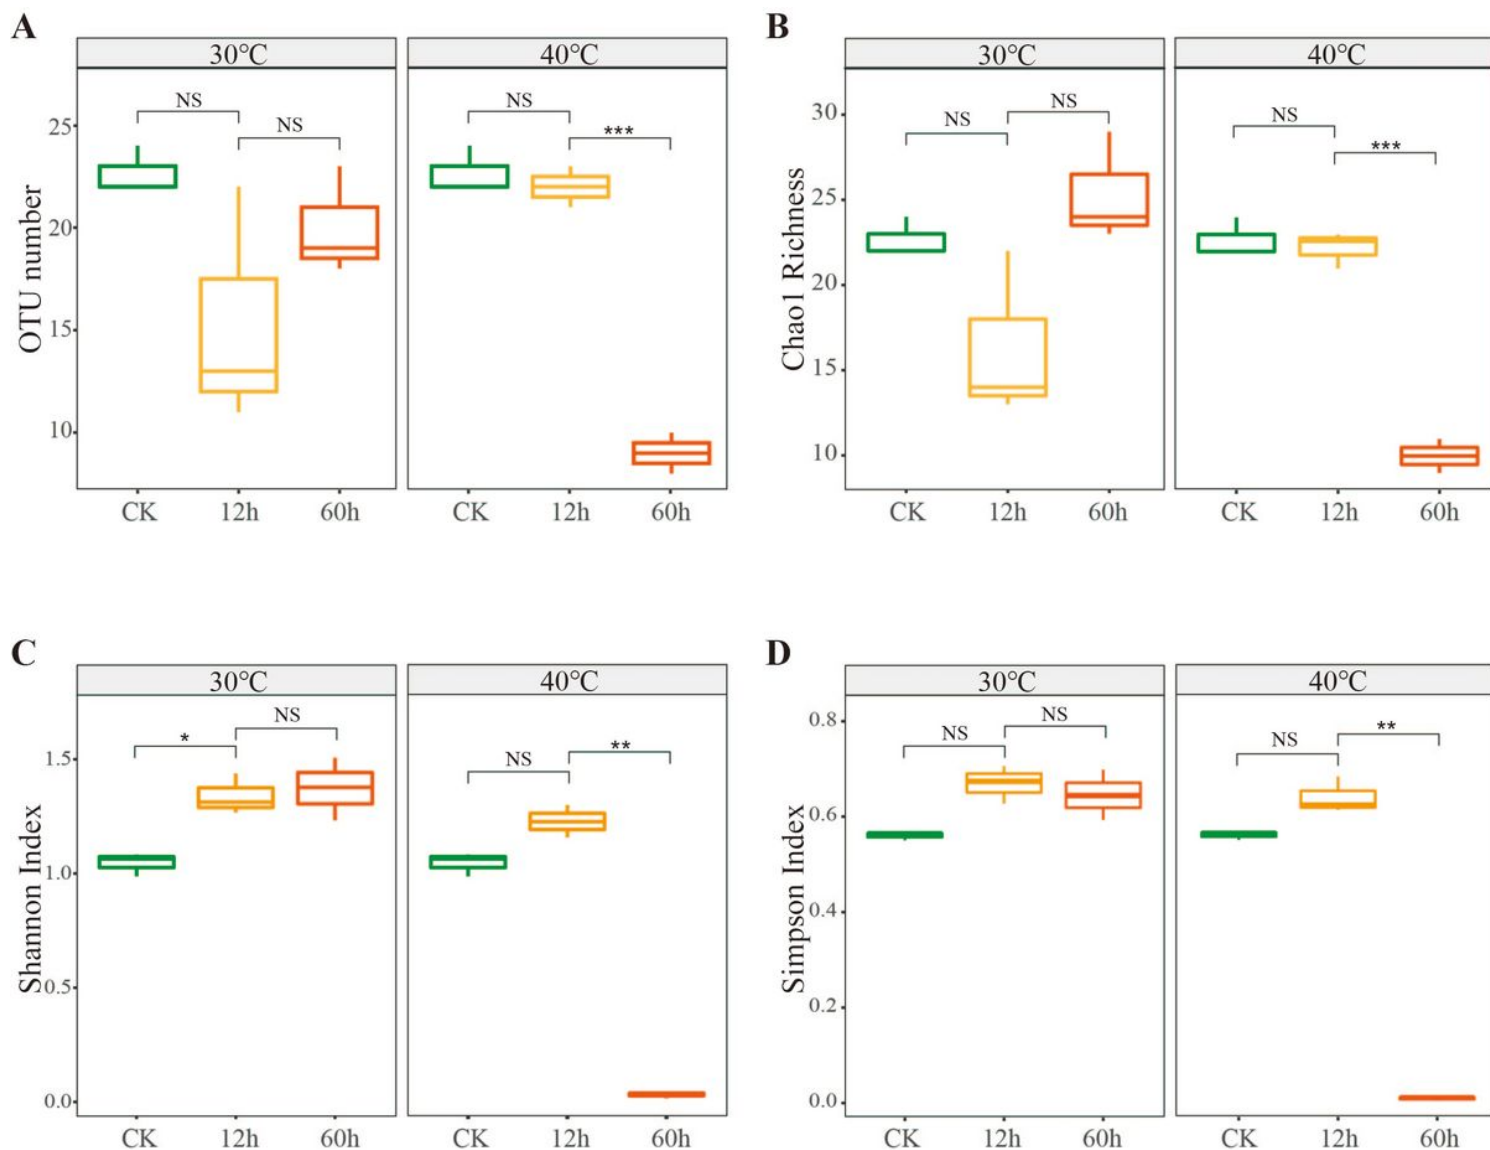 A
30℃
40℃
OTU number
25
20
15
10
NS
NS
NS
***
CK
12h
60h
CK
12h
60h
B
30℃
40℃
Chao1 Richness
30
25
20
15
10
NS
NS
NS
***
CK
12h
60h
CK
12h
60h
C
30℃
40℃
Shannon Index
1.5
1.0
0.5
0.0
*
NS
NS
**
CK
12h
60h
CK
12h
60h
D
30℃
40℃
Simpson Index
0.8
0.6
0.4
0.2
0.0
NS
NS
NS
**
CK
12h
60h
CK
12h
60h